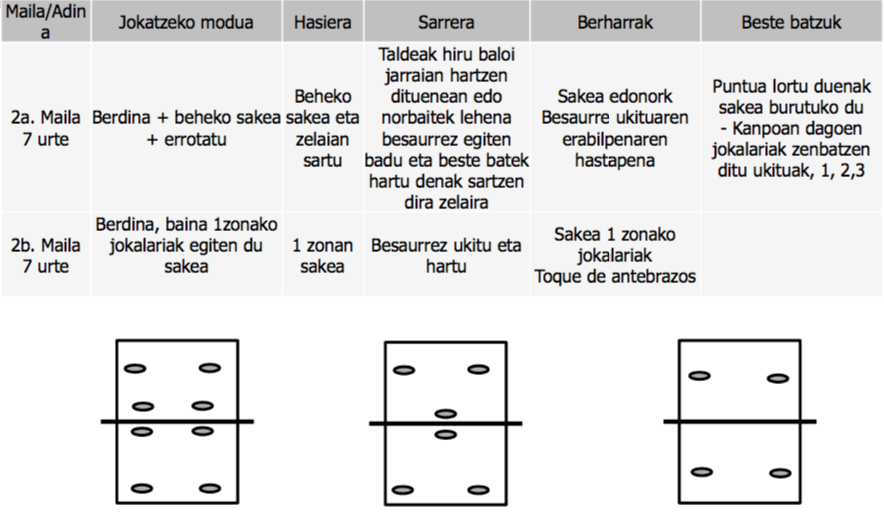 Maila/Adin
a
Jokatzeko modua
Hasiera
Sarrera
Berharrak
Beste batzuk
2a. Maila
7 urte
Berdina + beheko sakea
+ errotatu
Beheko
sakea eta
zelaian
sartu
Taldeak hiru baloi
jarraian hartzen
dituenean edo
norbaitek lehena
besaurrez egiten
badu eta beste batek
hartu denak sartzen
dira zelaira
Sakea edonork
Besaurre ukituaren
erabilpenaren
hastapena
Puntua lortu duenak
sakea burutuko du
- Kanpoan dagoen
jokalariak zenbatzen
ditu ukituak, 1, 2,3
2b. Maila
7 urte
Berdina, baina 1zonako
jokalariak egiten du
sakea
1 zonan
sakea
Besaurrez ukitu eta
hartu
Sakea 1 zonako
jokalariak
Toque de antebrazos